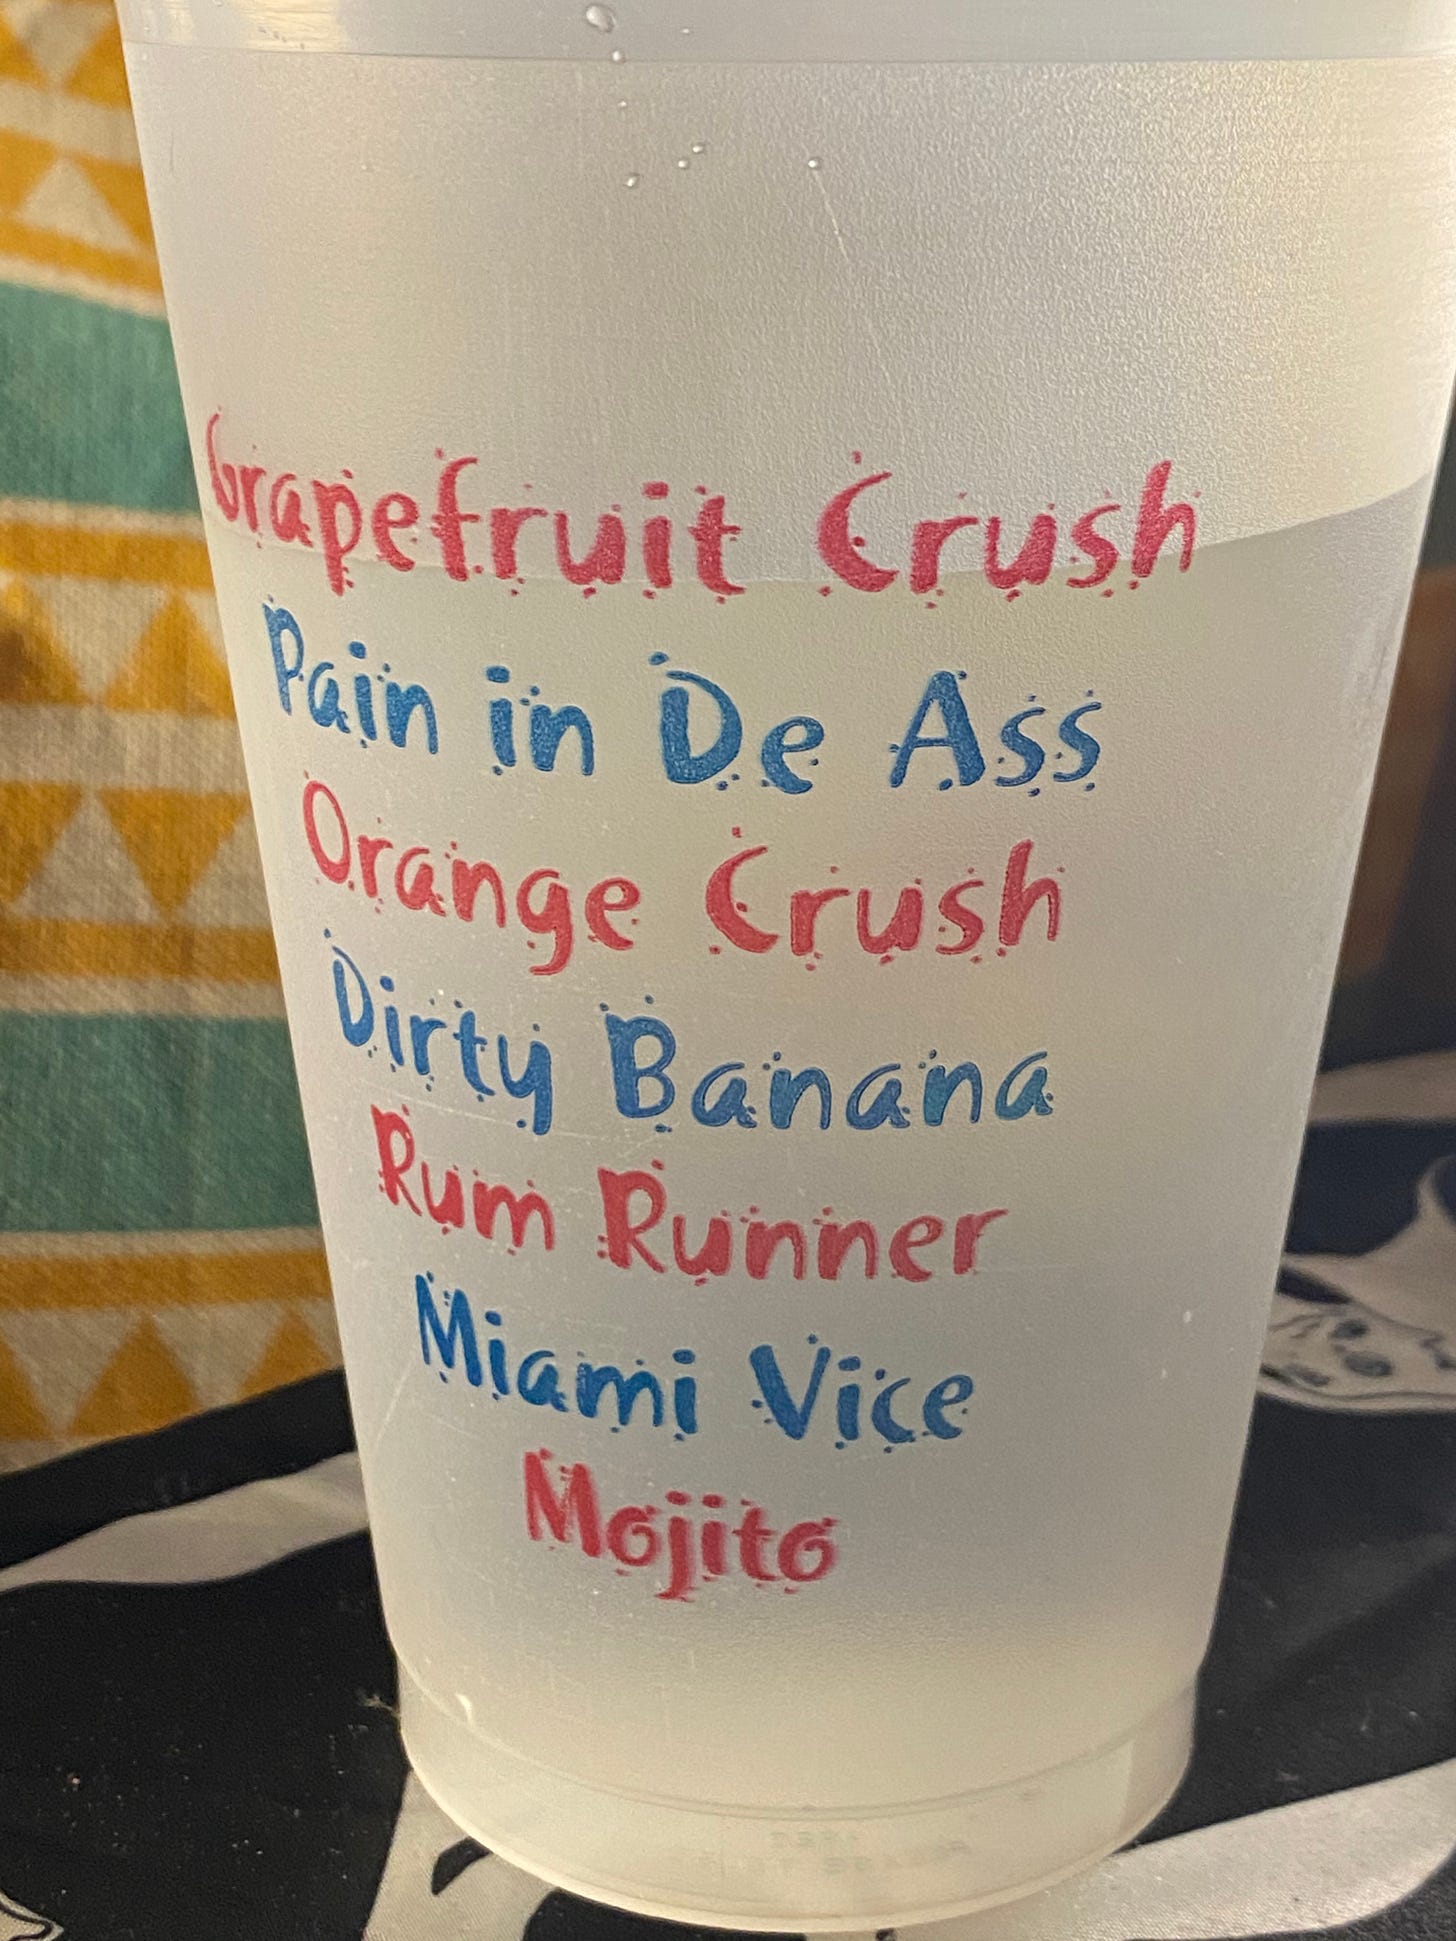 Grapefruit Crush
Pain in De Ass
Orange Crush
Dirty Banana
Rum Runner
Miami Vice
Mojito